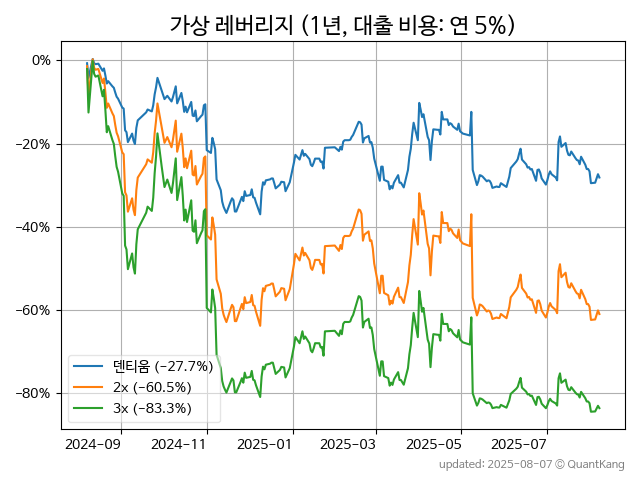 가상 레버리지 (1년, 대출 비용: 연 5%)
0%
−20%
−40%
−60%
−80%
덴티움 (−27.7%)
2x (−60.5%)
3x (−83.3%)
2024-09 2024-11 2025-01 2025-03 2025-05 2025-07
updated: 2025-08-07 © QuantKang